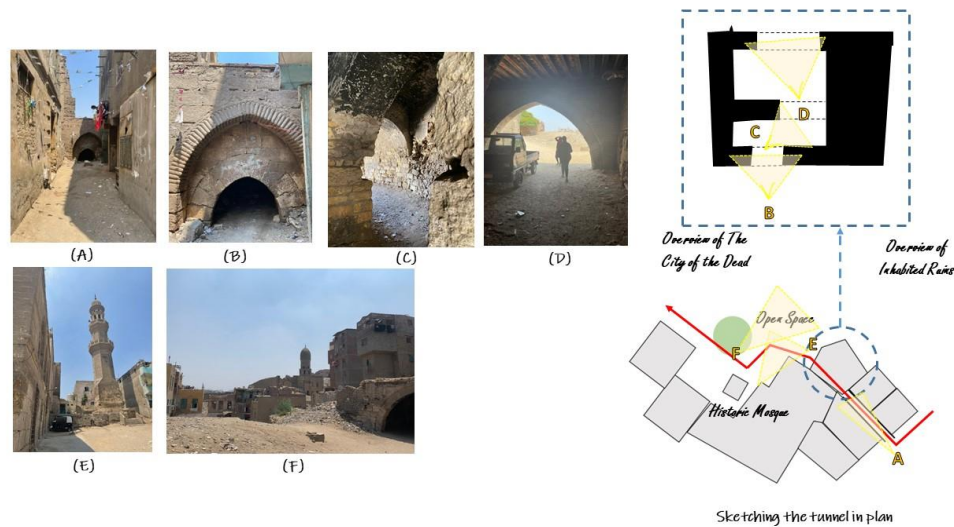 (A)
(B)
(C)
(D)
(E)
(F)
D
C
B
Overview of The
City of the Dead
Overview of
Inhabited Ruins
Open Space
E
F
Historic Mosque
A
Sketching the tunnel in plan